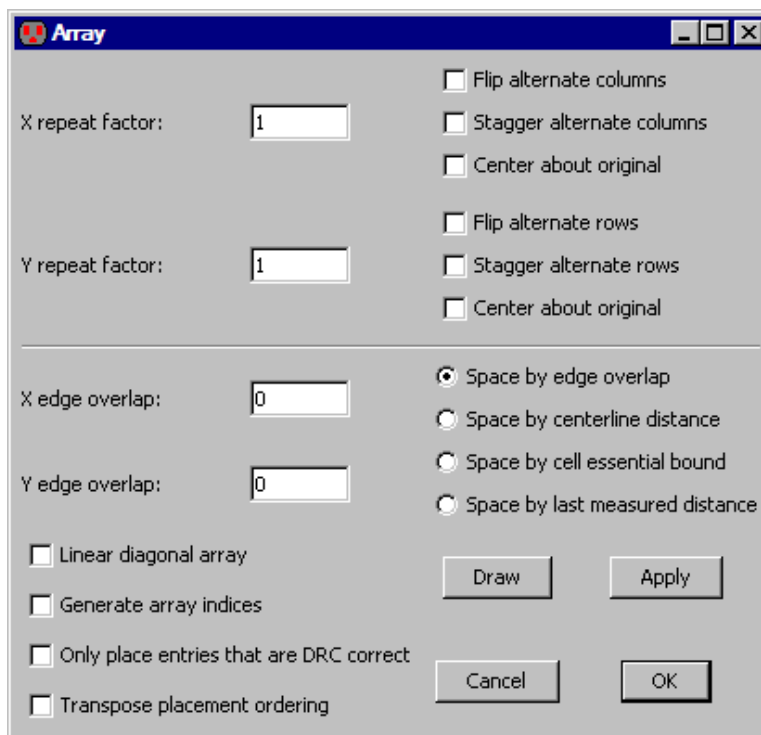 Array
Flip alternate columns
X repeat factor: 1
Stagger alternate columns
Center about original
Flip alternate rows
Y repeat factor: 1
Stagger alternate rows
Center about original
X edge overlap: 0
Space by edge overlap
Space by centerline distance
Y edge overlap: 0
Space by cell essential bound
Space by last measured distance
Linear diagonal array
Generate array indices
Only place entries that are DRC correct
Transpose placement ordering
Draw
Apply
Cancel
OK